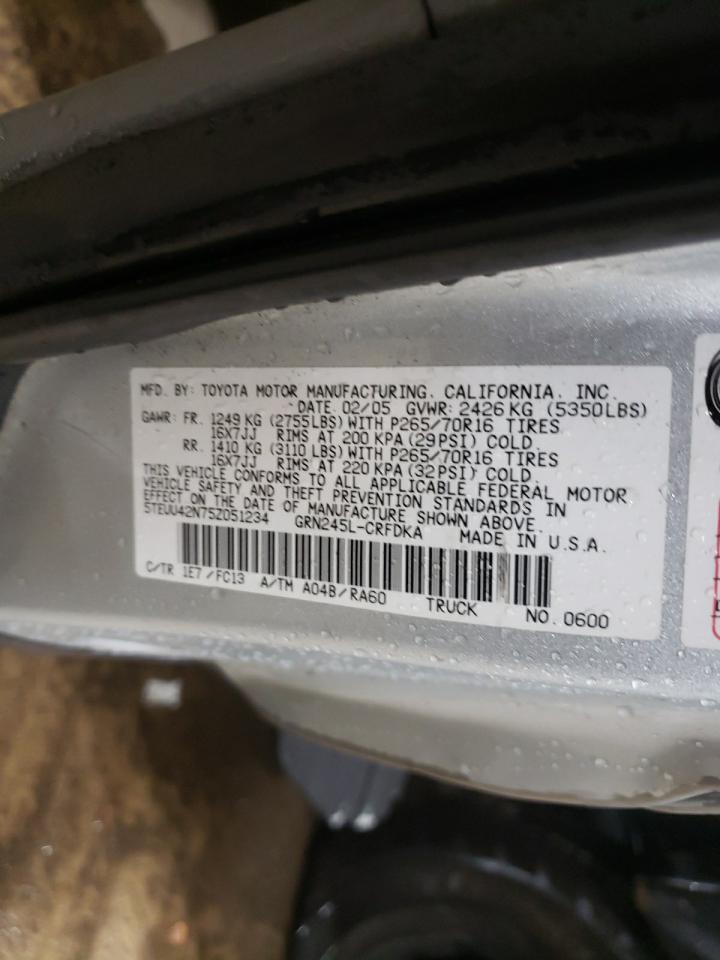 MFD. BY: TOYOTA MOTOR MANUFACTURING, CALIFORNIA, INC.
DATE 02/05 GVWR: 2426 KG (5350LBS)
GAWR: FR. 1249 KG (2755LBS) WITH P265/70R16 TIRES
16X7JJ RIMS AT 200 KPA (29PSI) COLD.
RR. 1410 KG (3110 LBS) WITH P265/70R16 TIRES
16X7JJ RIMS AT 220 KPA (32PSI) COLD.
THIS VEHICLE CONFORMS TO ALL APPLICABLE FEDERAL MOTOR
VEHICLE SAFETY AND THEFT PREVENTION STANDARDS IN
EFFECT ON THE DATE OF MANUFACTURE SHOWN ABOVE.
5TEUU42N75Z051234 GRN245L-CRFDKA MADE IN U.S.A.
C/TR 1E7/FC13 A/TM A04B/RA60 TRUCK NO. 0600